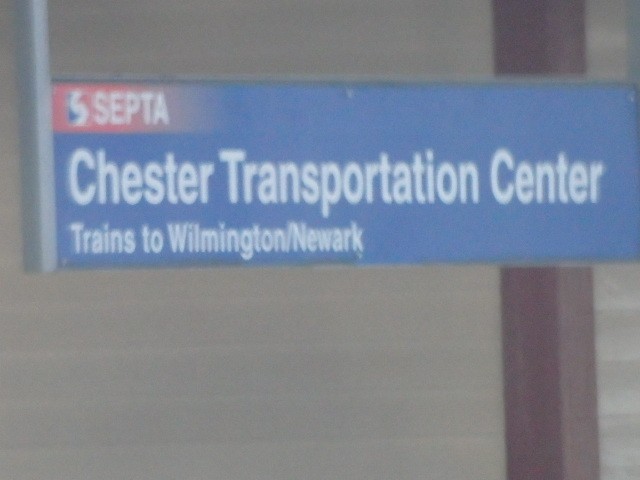 SEPTA
Chester Transportation Center
Trains to Wilmington/Newark